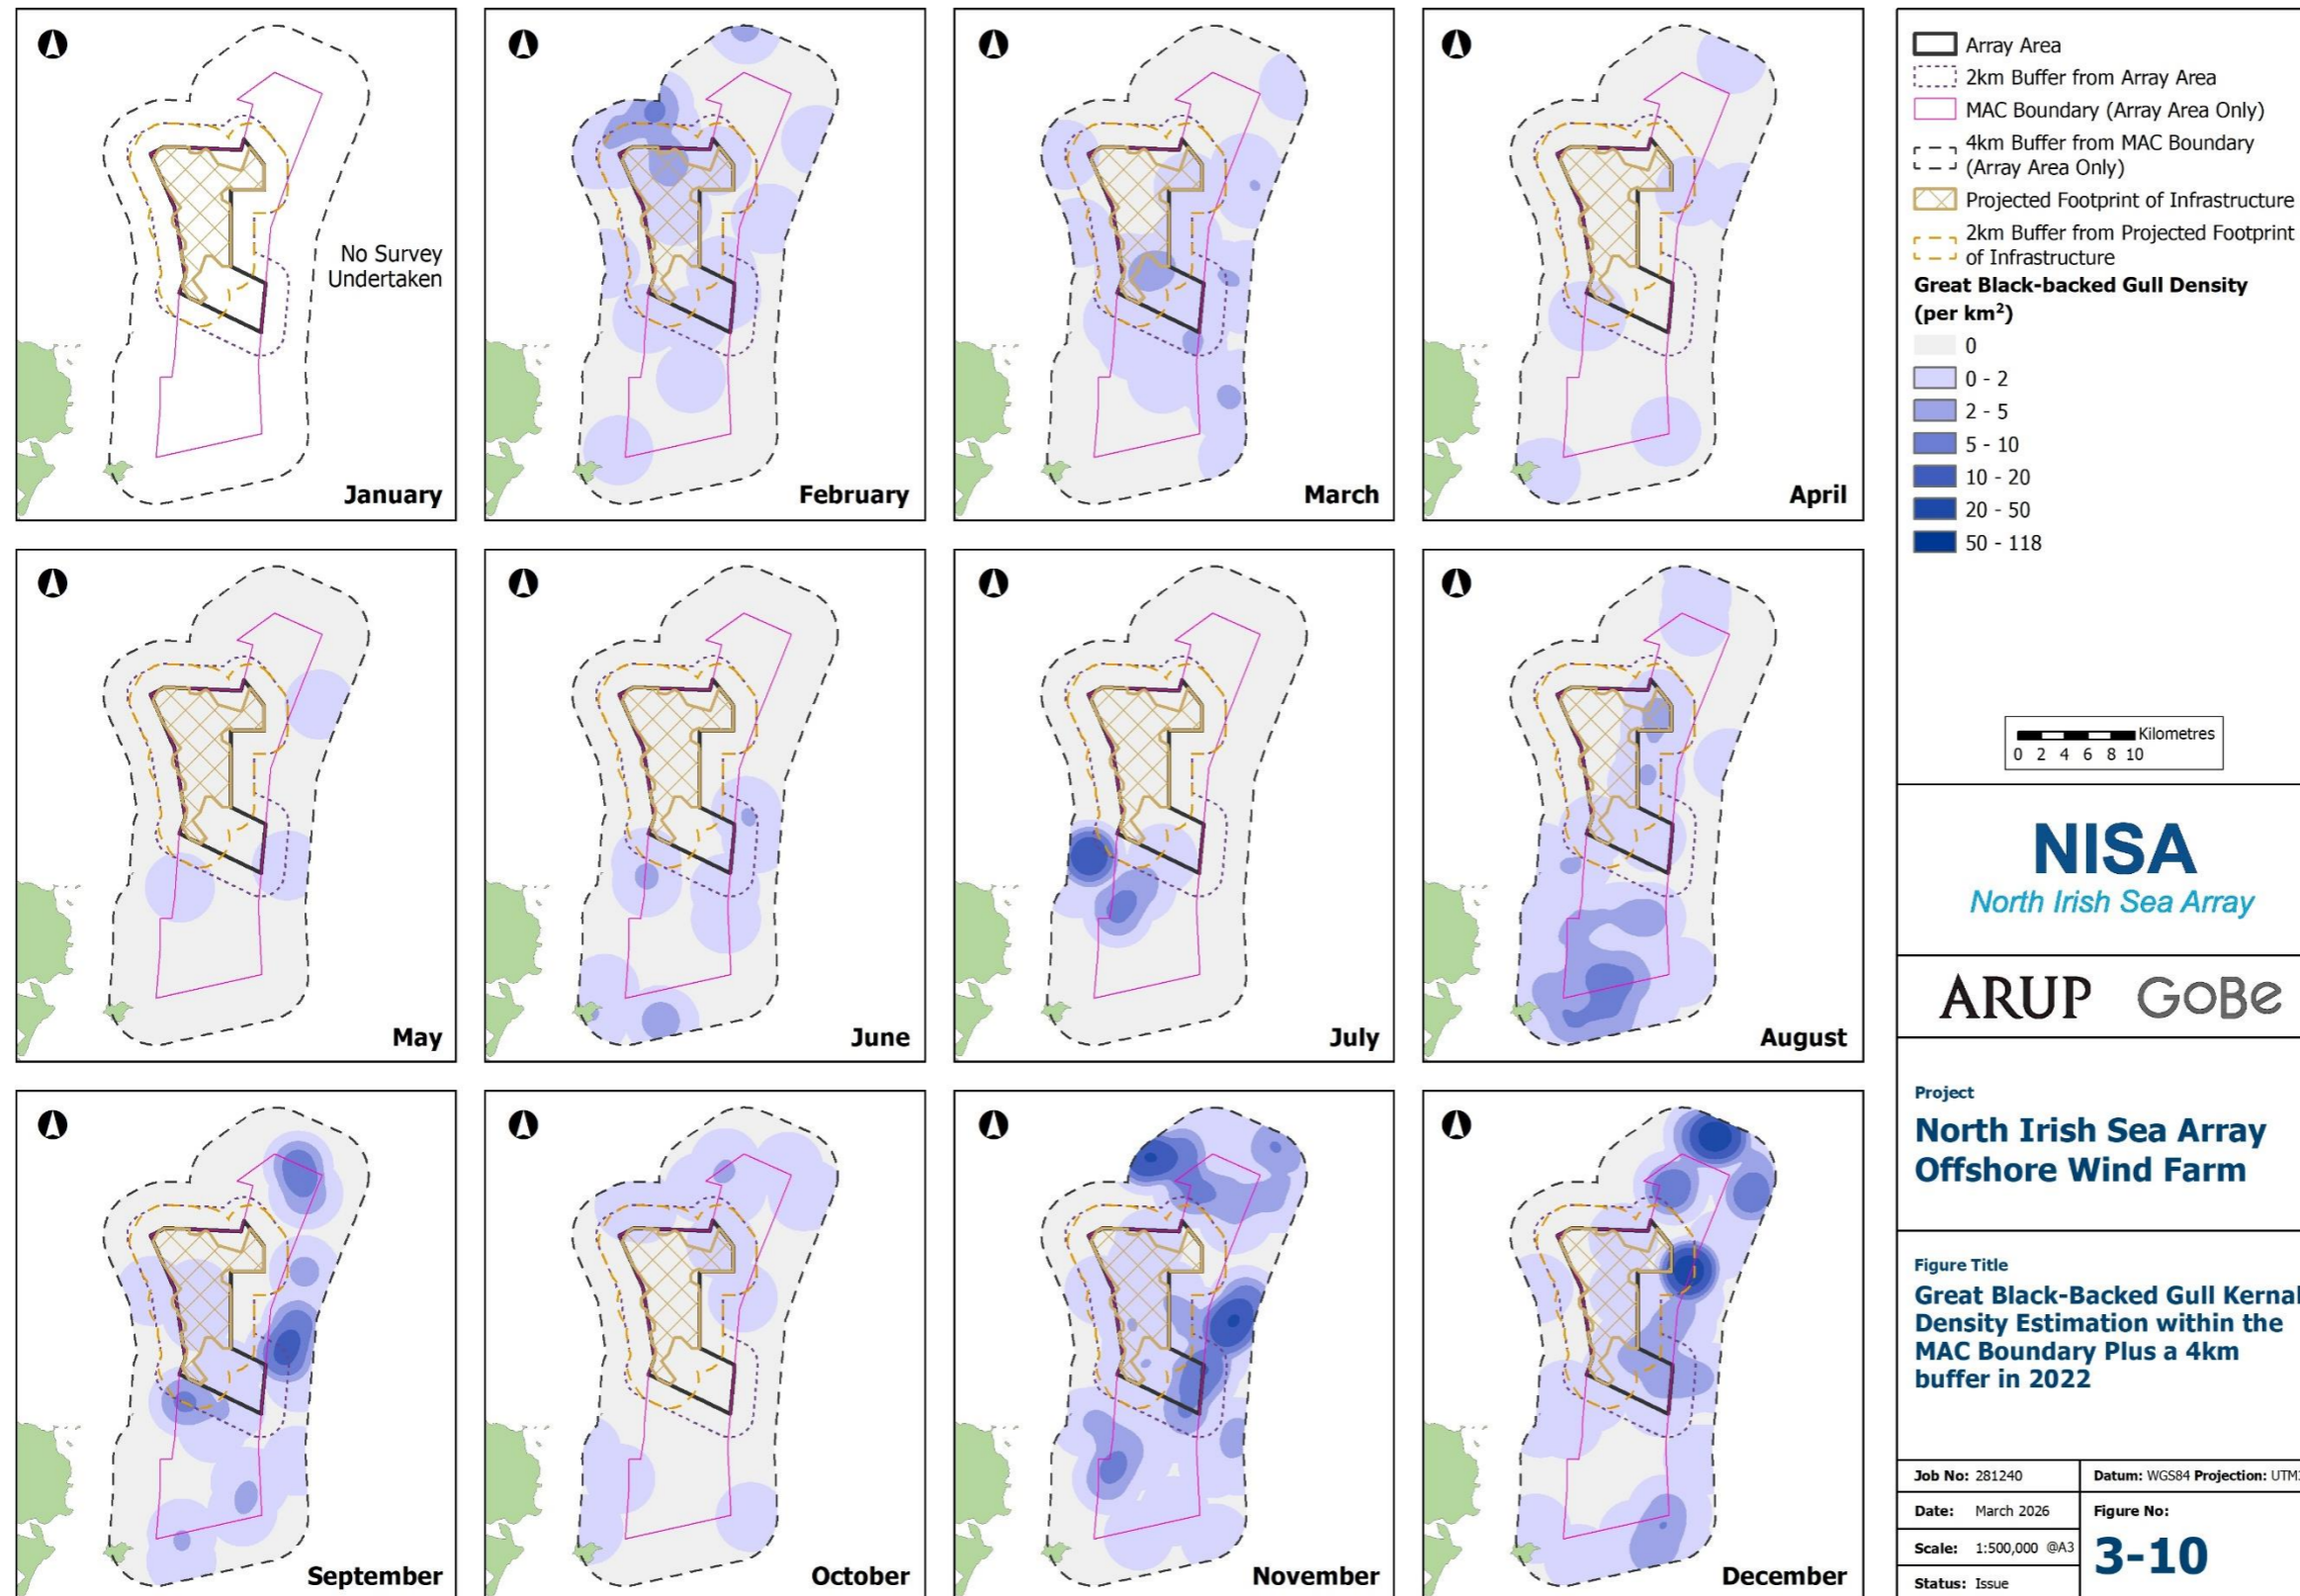 No Survey
Undertaken
January
February
March
April
May
June
July
August
September
October
November
December
Array Area
2km Buffer from Array Area
MAC Boundary (Array Area Only)
4km Buffer from MAC Boundary
(Array Area Only)
Projected Footprint of Infrastructure
2km Buffer from Projected Footprint
of Infrastructure
Great Black-backed Gull Density
(per km²)
0
0 - 2
2 - 5
5 - 10
10 - 20
20 - 50
50 - 118
Kilometres
0 2 4 6 8 10
NISA
North Irish Sea Array
ARUP GoBe
Project
North Irish Sea Array
Offshore Wind Farm
Figure Title
Great Black-Backed Gull Kernal
Density Estimation within the
MAC Boundary Plus a 4km
buffer in 2022
Job No: 281240
Datum: WGS84 Projection:
Date: March 2026
Figure No:
Scale: 1:500,000 @A3
3-10
Status: Issue